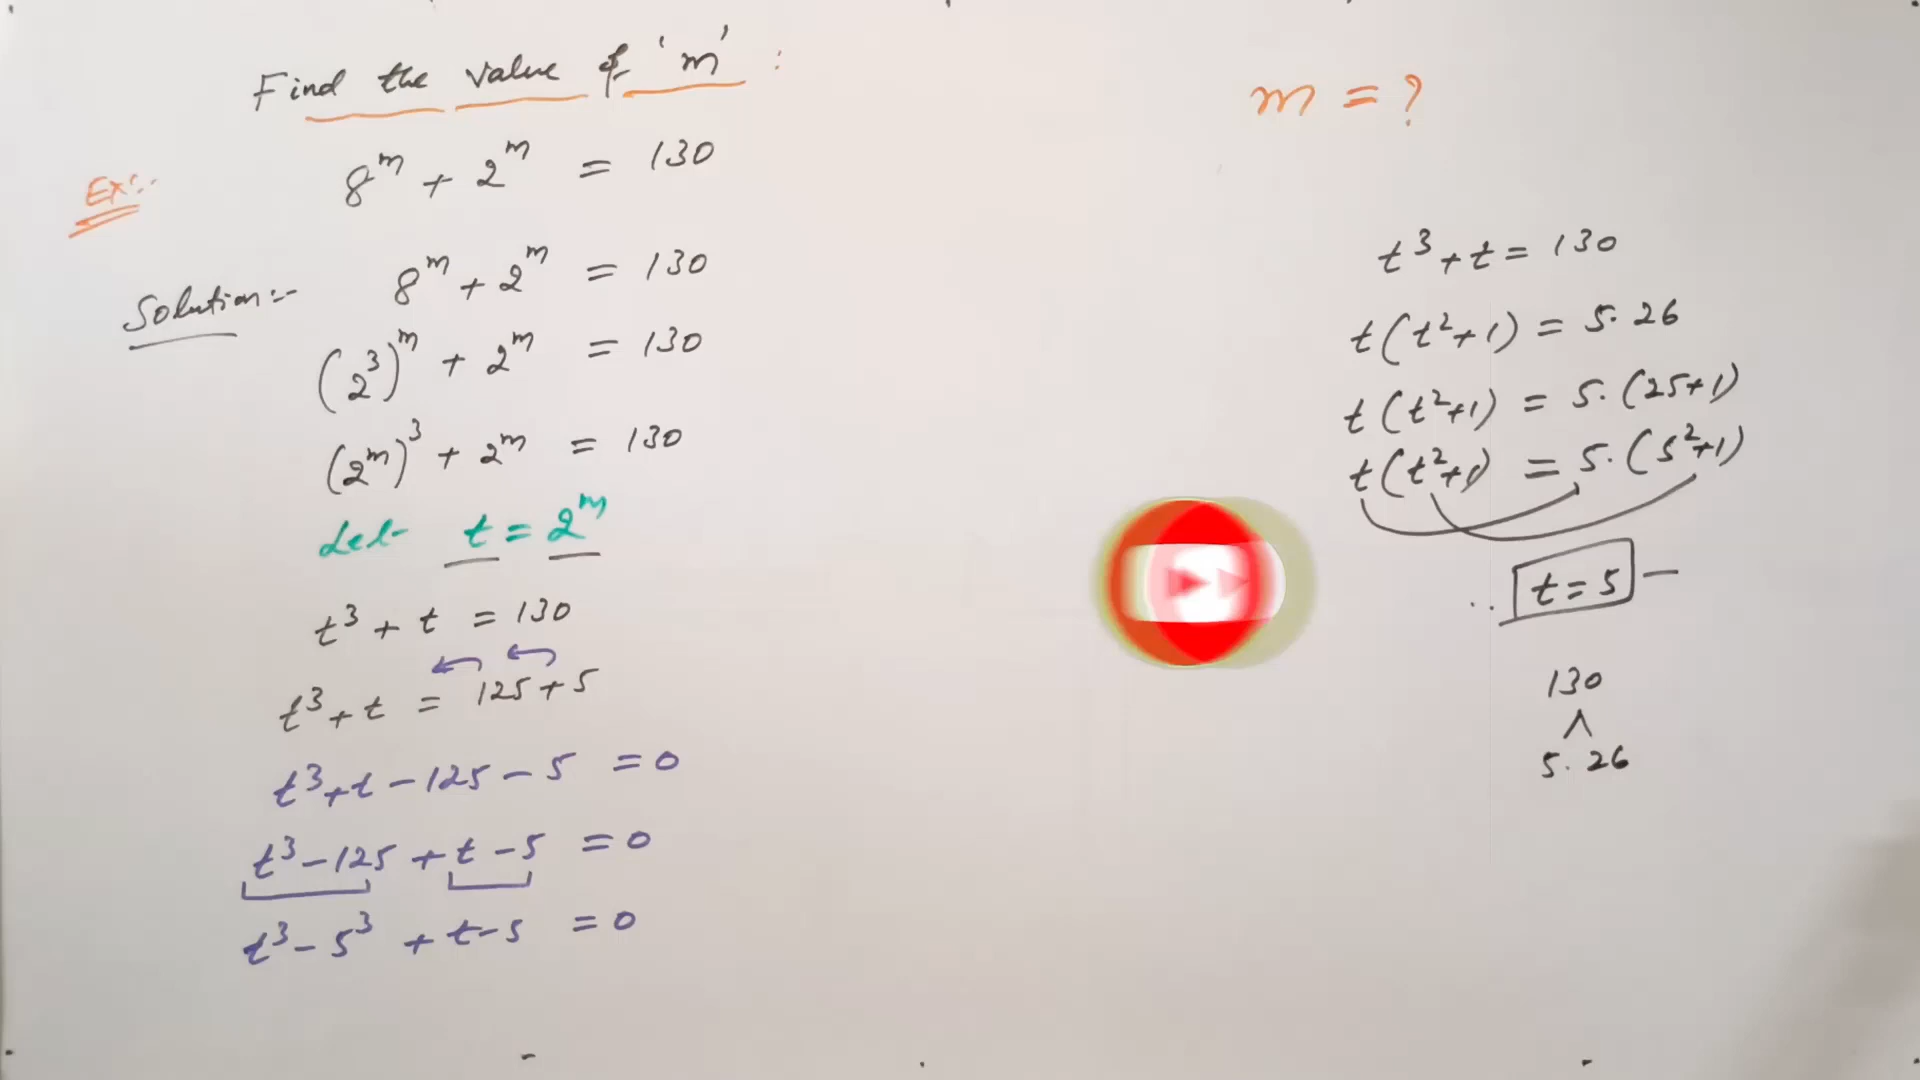 Find the value of 'm' :
Ex:-
8^m + 2^m = 130
Solution:-
8^m + 2^m = 130
(2^3)^m + 2^m = 130
(2^m)^3 + 2^m = 130
Let t = 2^m
t^3 + t = 130
t^3 + t = 125 + 5
t^3 + t - 125 - 5 = 0
t^3 - 125 + t - 5 = 0
t^3 - 5^3 + t - 5 = 0
m = ?
t^3 + t = 130
t(t^2+1) = 5. 26
t(t^2+1) = 5. (25+1)
t(t^2+1) = 5. (5^2+1)
.. t = 5 —
130
∧
5. 26